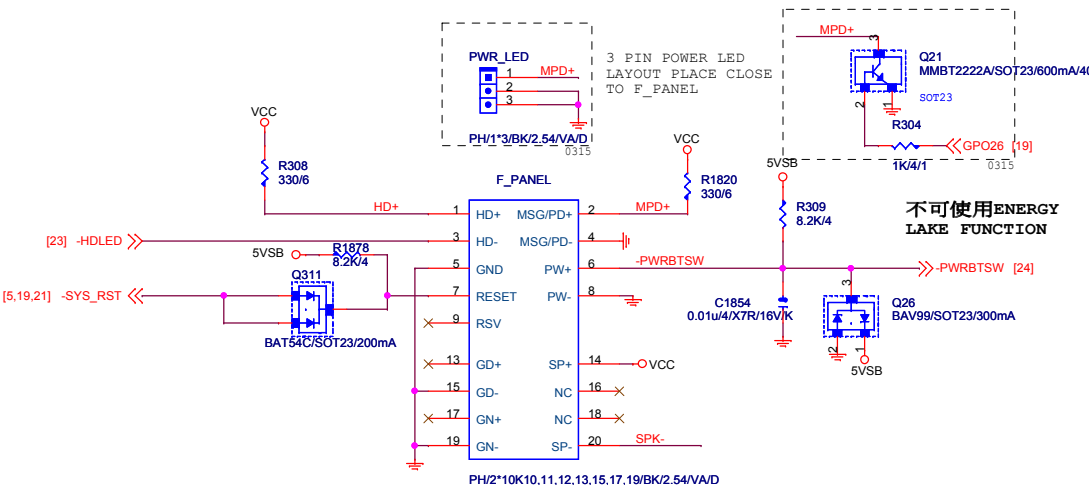 PWR_LED
1
MPD+
2
3
PH/1*3/BK/2.54/VA/D
0315
3 PIN POWER LED
LAYOUT PLACE CLOSE
TO F_PANEL
MPD+
3
Q21
MMBT2222A/SOT23/600mA/40
SOT23
2
1
R304
GPO26 [19]
1K/4/1
0315
VCC
R308
330/6
VCC
R1820
330/6
5VSB
R309
8.2K/4
不可使用ENERGY
LAKE FUNCTION
F_PANEL
HD+
1
HD+
MSG/PD+
2
MPD+
[23] -HDLED
3
HD-
MSG/PD-
4
5VSB
R1878
8.2K/4
5
GND
PW+
6
-PWRBTSW
-PWRBTSW [24]
[5,19,21] -SYS_RST
Q311
BAT54C/SOT23/200mA
7
RESET
PW-
8
9
RSV
C1854
0.01u/4/X7R/16V/K
3
Q26
BAV99/SOT23/300mA
2
1
5VSB
13
GD+
SP+
14
VCC
15
GD-
NC
16
17
GN+
NC
18
19
GN-
SP-
20
SPK-
PH/2*10K10,11,12,13,15,17,19/BK/2.54/VA/D